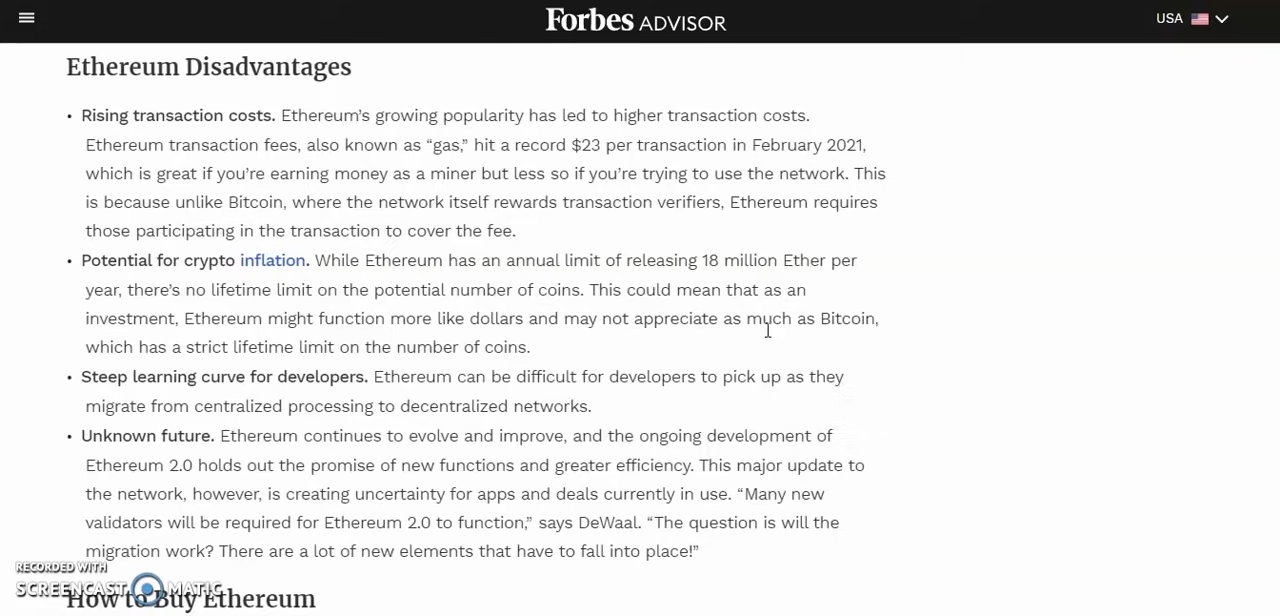 Forbes ADVISOR
USA
Ethereum Disadvantages
• Rising transaction costs. Ethereum’s growing popularity has led to higher transaction costs.
Ethereum transaction fees, also known as “gas,” hit a record $23 per transaction in February 2021,
which is great if you’re earning money as a miner but less so if you’re trying to use the network. This
is because unlike Bitcoin, where the network itself rewards transaction verifiers, Ethereum requires
those participating in the transaction to cover the fee.
• Potential for crypto inflation. While Ethereum has an annual limit of releasing 18 million Ether per
year, there’s no lifetime limit on the potential number of coins. This could mean that as an
investment, Ethereum might function more like dollars and may not appreciate as much as Bitcoin,
which has a strict lifetime limit on the number of coins.
• Steep learning curve for developers. Ethereum can be difficult for developers to pick up as they
migrate from centralized processing to decentralized networks.
• Unknown future. Ethereum continues to evolve and improve, and the ongoing development of
Ethereum 2.0 holds out the promise of new functions and greater efficiency. This major update to
the network, however, is creating uncertainty for apps and deals currently in use. “Many new
validators will be required for Ethereum 2.0 to function,” says DeWaal. “The question is will the
migration work? There are a lot of new elements that have to fall into place!”
RECORDED WITH
SCREENCAST MATIC
How to Buy Ethereum